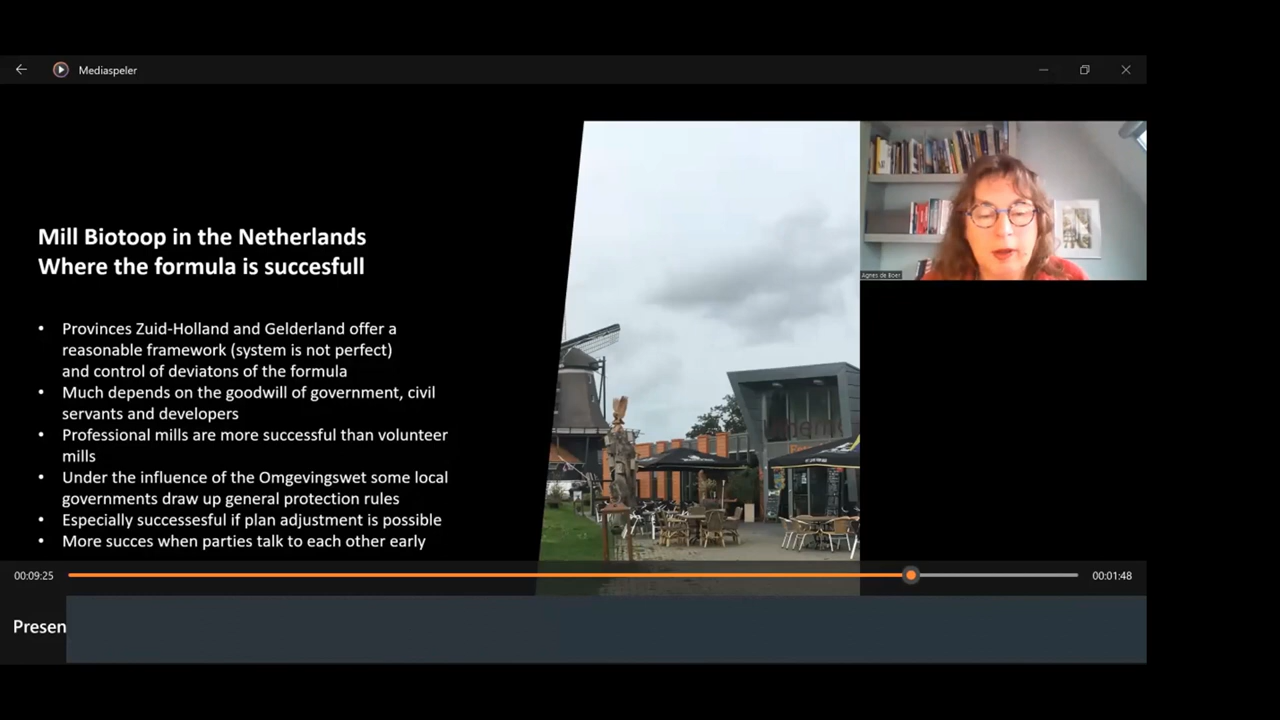 Mediaspeler
Mill Biotoop in the Netherlands
Where the formula is succesfull
• Provinces Zuid-Holland and Gelderland offer a
reasonable framework (system is not perfect)
and control of deviatons of the formula
• Much depends on the goodwill of government, civil
servants and developers
• Professional mills are more successful than volunteer
mills
• Under the influence of the Omgevingswet some local
governments draw up general protection rules
• Especially successesful if plan adjustment is possible
• More succes when parties talk to each other early
Agnes de Boer
00:09:25
00:01:48
Presen